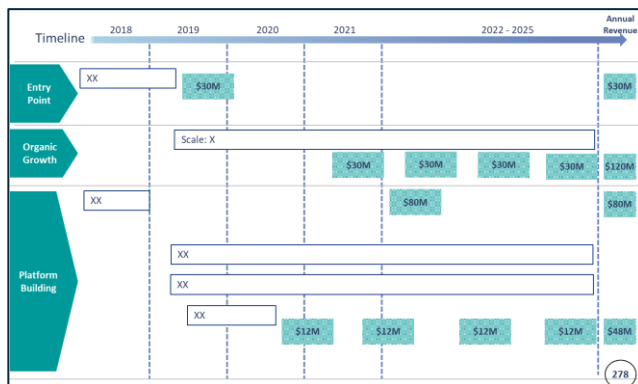 Annual
Timeline 2018 2019 2020 2021 2022 - 2025 Revenue
Entry
Point
XX
$30M
$30M
Organic
Growth
Scale: X
$30M $30M $30M $30M $120M
Platform
Building
XX
$80M
$80M
XX
XX
XX
$12M $12M $12M $12M $48M
278